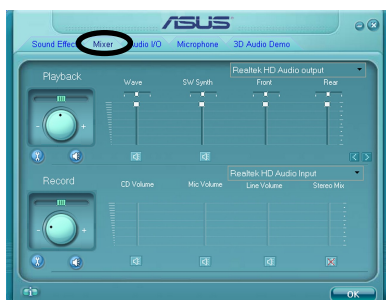 ASUS
Sound Effect Mixer Audio I/O Microphone 3D Audio Demo
Realtek HD Audio output
Playback
Wave SW Synth Front Rear
- +
Realtek HD Audio Input
Record
CD Volume Mic Volume Line Volume Stereo Mix
- +
OK